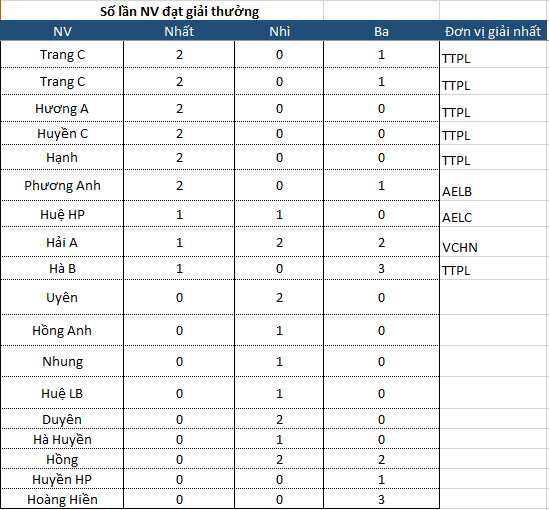 Số lần NV đạt giải thưởng
NV Nhất Nhì Ba Đơn vị giải nhất
Trang C 2 0 1 TTPL
Trang C 2 0 1 TTPL
Hương A 2 0 0 TTPL
Huyền C 2 0 0 TTPL
Hạnh 2 0 0 TTPL
Phương Anh 2 0 1 AELB
Huệ HP 1 1 0 AELC
Hải A 1 2 2 VCHN
Hà B 1 0 3 TTPL
Uyên 0 2 0
Hồng Anh 0 1 0
Nhung 0 1 0
Huệ LB 0 1 0
Duyên 0 2 0
Hà Huyền 0 1 0
Hồng 0 2 2
Huyền HP 0 0 1
Hoàng Hiền 0 0 3